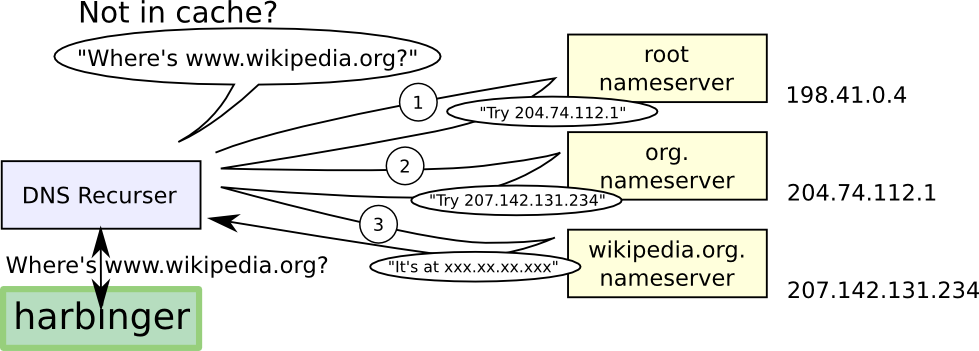 Not in cache?
"Where's www.wikipedia.org?"
1
root
nameserver
198.41.0.4
"Try 204.74.112.1"
2
org.
nameserver
204.74.112.1
"Try 207.142.131.234"
DNS Recurser
3
wikipedia.org.
nameserver
207.142.131.234
"It's at xxx.xx.xx.xxx"
Where's www.wikipedia.org?
harbinger